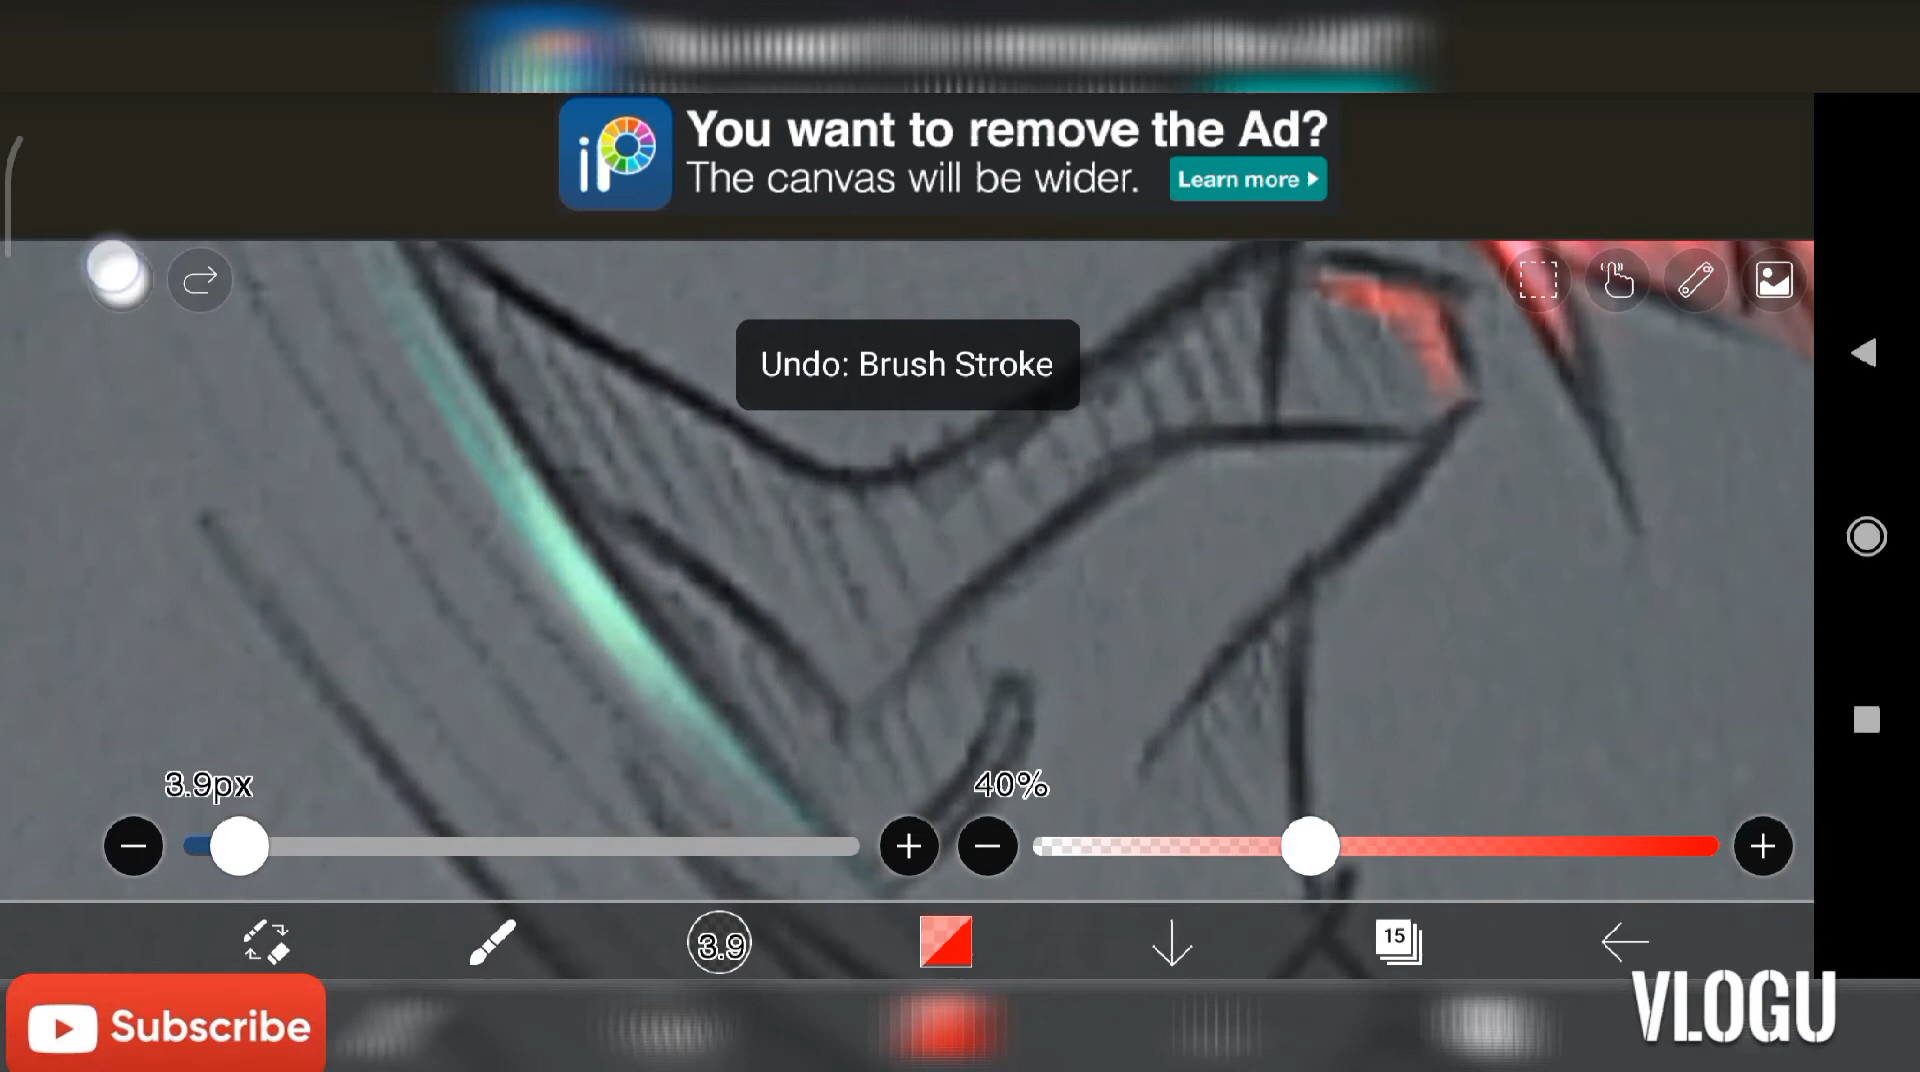 iP
You want to remove the Ad?
The canvas will be wider.
Learn more
Undo: Brush Stroke
3.9px
40%
3.9
15
Subscribe
VLOGU